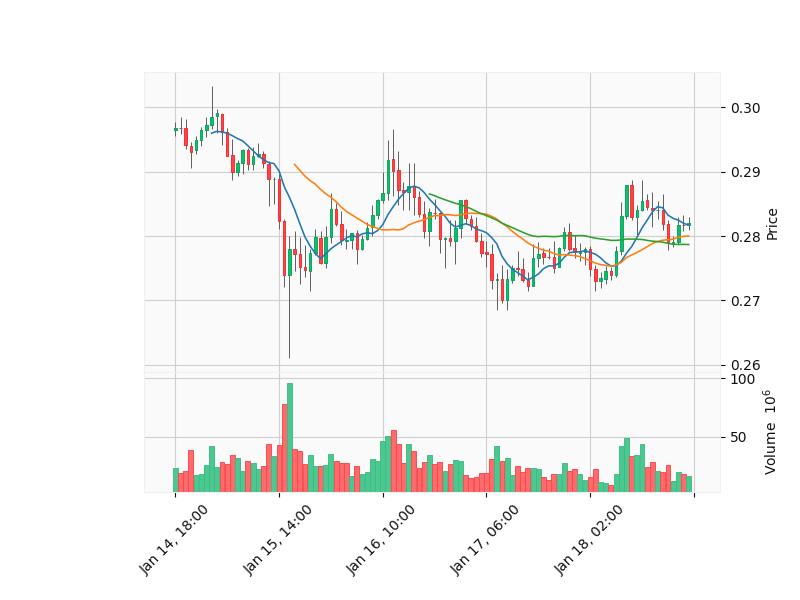 0.30
0.29
0.28
0.27
0.26
Price
100
50
Volume 10^6
Jan 14, 18:00
Jan 15, 14:00
Jan 16, 10:00
Jan 17, 06:00
Jan 18, 02:00